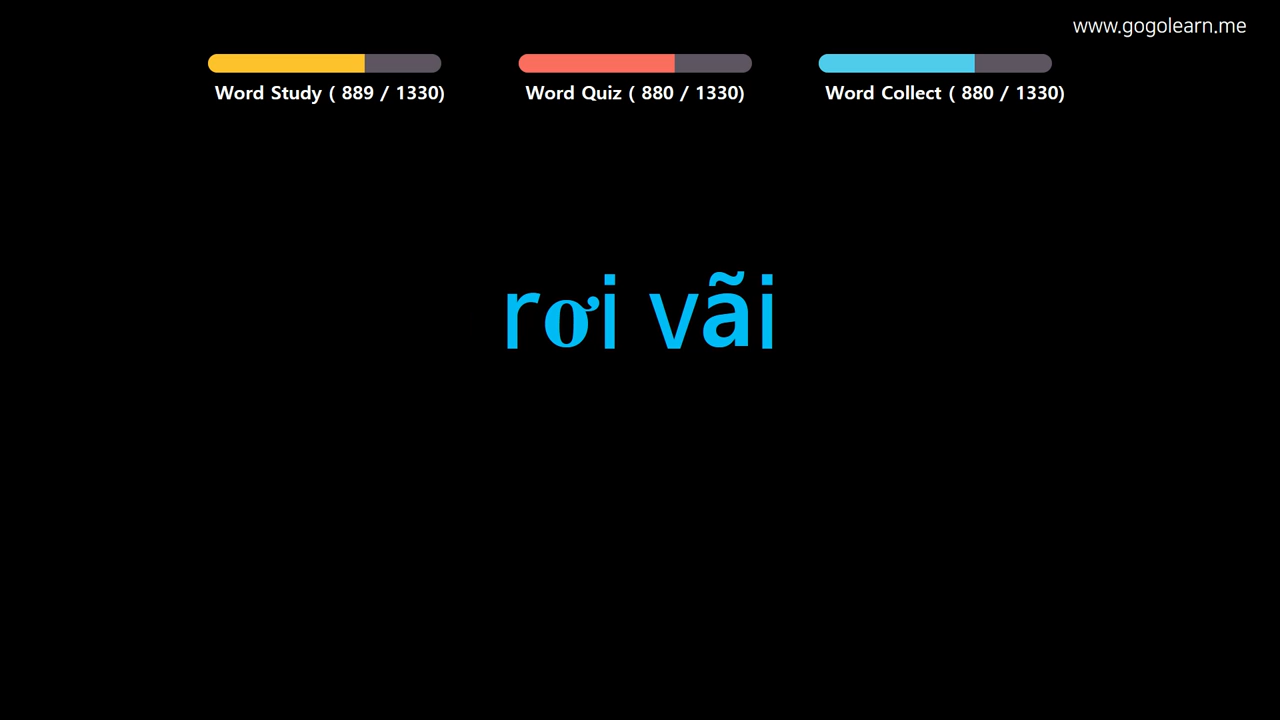 www.gogolearn.me
Word Study ( 889 / 1330)
Word Quiz ( 880 / 1330)
Word Collect ( 880 / 1330)
rơi vãi